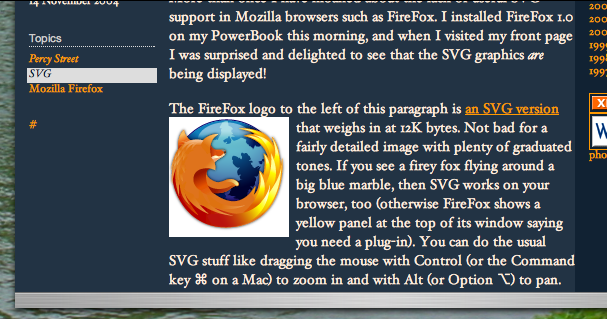 14 November 2004
Topics
Percy Street
SVG
Mozilla Firefox
#
More than once I have moaned about the lack of useful SVG
support in Mozilla browsers such as FireFox. I installed FireFox 1.0
on my PowerBook this morning, and when I visited my front page
I was surprised and delighted to see that the SVG graphics are
being displayed!
The FireFox logo to the left of this paragraph is an SVG version
that weighs in at 12K bytes. Not bad for a
fairly detailed image with plenty of graduated
tones. If you see a firey fox flying around a
big blue marble, then SVG works on your
browser, too (otherwise FireFox shows a
yellow panel at the top of its window saying
you need a plug-in). You can do the usual
SVG stuff like dragging the mouse with Control (or the Command
key ⌘ on a Mac) to zoom in and with Alt (or Option ⌥) to pan.
199
1998
1997
W
pho